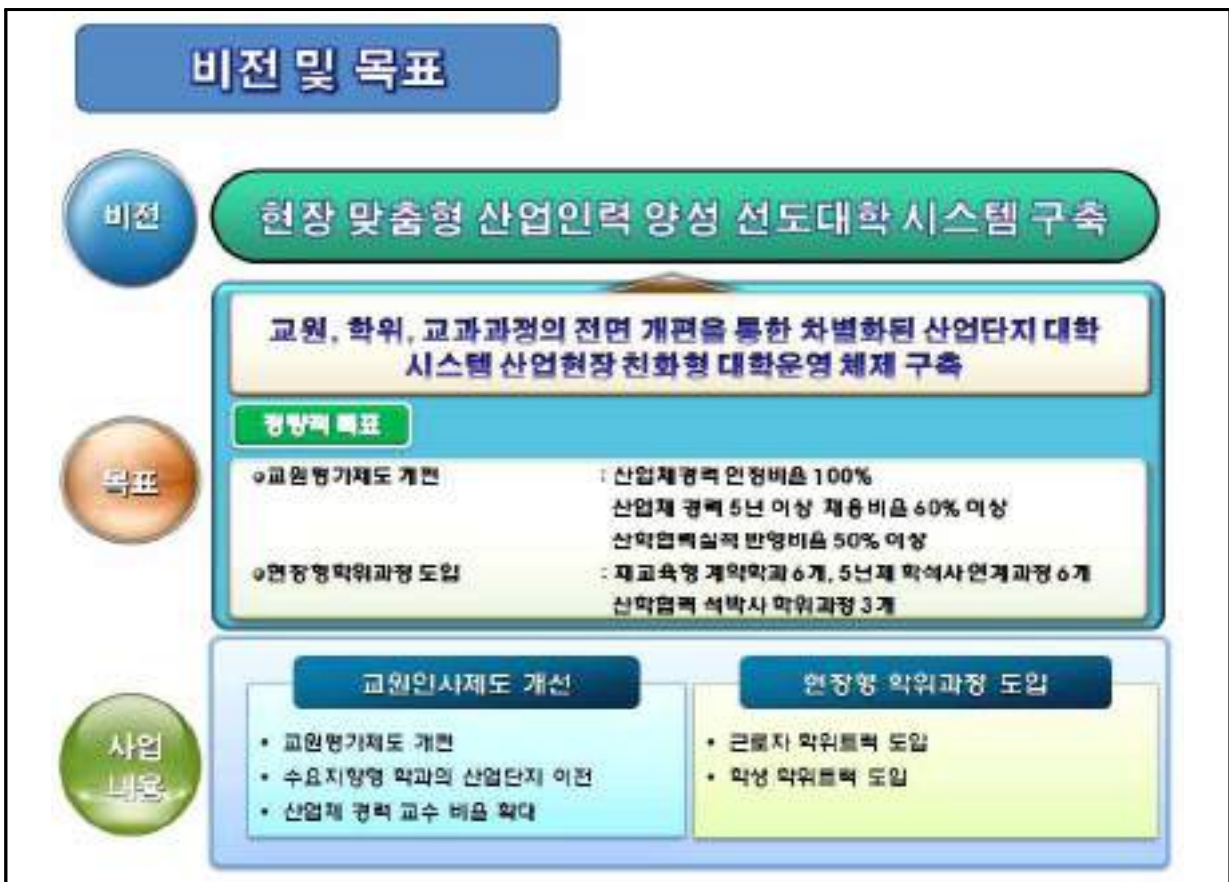 비전 및 목표
비전
현장 맞춤형 산업인력 양성 선도대학 시스템 구축
교원, 학위, 교과과정의 전면 개편을 통한 차별화된 산업단지 대학
시스템 산업현장 친화형 대학운영 체제 구축
목표
정량적 목표
교원평가제도 개편 : 산업체경력 인정비율 100%
산업체 경력 5년 이상 채용비율 60% 이상
산학협력실적 반영비율 50% 이상
현장형학위과정 도입 : 재교육형 계약학과 6개, 5년제 학석사 연계과정 6개
산학협력 석박사 학위과정 3개
사업
내용
교원인사제도 개선
• 교원평가제도 개편
• 수요지향형 학과의 산업단지 이전
• 산업체 경력 교수 비율 확대
현장형 학위과정 도입
• 근로자 학위트랙 도입
• 학생 학위트랙 도입